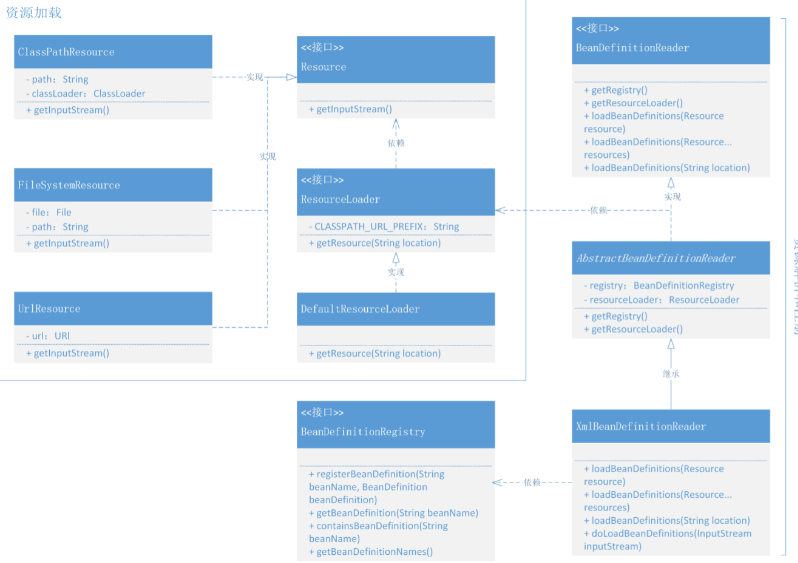 资源加载
ClassPathResource
- path：String
- classLoader：ClassLoader
+ getInputStream()
实现
<<接口>>
Resource
+ getInputStream()
<<接口>>
BeanDefinitionReader
+ getRegistry()
+ getResourceLoader()
+ loadBeanDefinitions(Resource
resource)
+ loadBeanDefinitions(Resource...
resources)
+ loadBeanDefinitions(String location)
实现
依赖
FileSystemResource
- file：File
- path：String
+ getInputStream()
<<接口>>
ResourceLoader
- CLASSPATH_URL_PREFIX：String
+ getResource(String location)
实现
依赖
实现
AbstractBeanDefinitionReader
- registry：BeanDefinitionRegistry
- resourceLoader：ResourceLoader
+ getRegistry()
+ getResourceLoader()
UrlResource
- url：URI
+ getInputStream()
DefaultResourceLoader
+ getResource(String location)
继承
<<接口>>
BeanDefinitionRegistry
+ registerBeanDefinition(String
beanName, BeanDefinition
beanDefinition)
+ getBeanDefinition(String beanName)
+ containsBeanDefinition(String
beanName)
+ getBeanDefinitionNames()
依赖
XmlBeanDefinitionReader
+ loadBeanDefinitions(Resource
resource)
+ loadBeanDefinitions(Resource...
resources)
+ loadBeanDefinitions(String location)
+ doLoadBeanDefinitions(InputStream
inputStream)